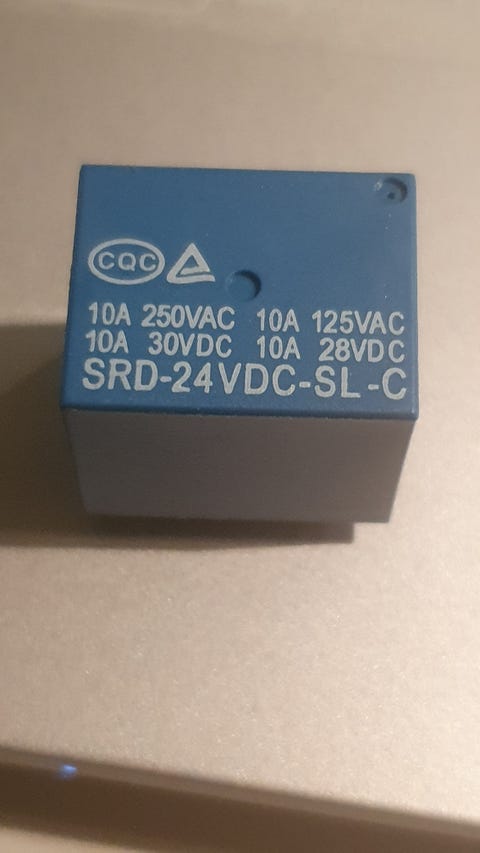 CQC
10A 250VAC 10A 125VAC
10A 30VDC 10A 28VDC
SRD-24VDC-SL-C